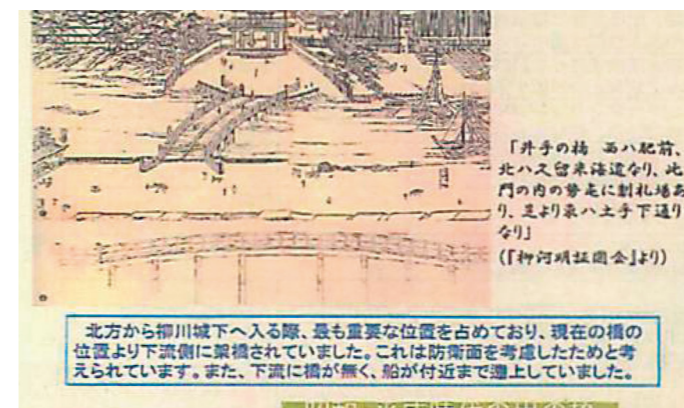 「井手の橋 西ハ肥前、
北ハ久留米海道なり、此
門の内の勢走に制札場あ
り、是より東ハ土手下通り
なり」
(『柳河明証図会』より)
北方から柳川城下へ入る際、最も重要な位置を占めており、現在の橋の
位置より下流側に架橋されていました。これは防衛面を考慮したためと考
えられています。また、下流に橋が無く、船が付近まで遡上していました。